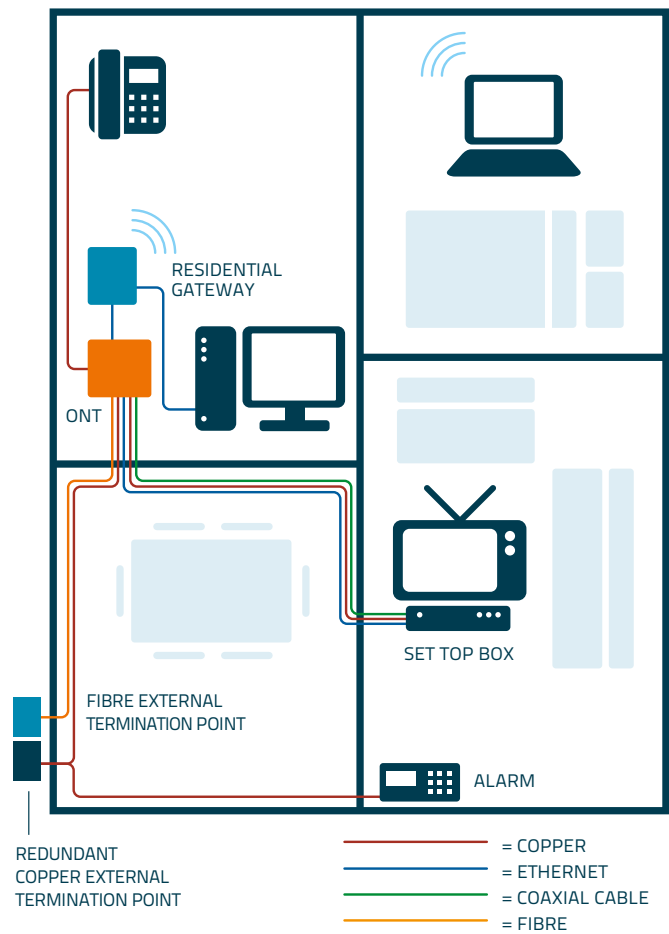 RESIDENTIAL
GATEWAY
ONT
SET TOP BOX
FIBRE EXTERNAL
TERMINATION POINT
ALARM
REDUNDANT
COPPER EXTERNAL
TERMINATION POINT
= COPPER
= ETHERNET
= COAXIAL CABLE
= FIBRE